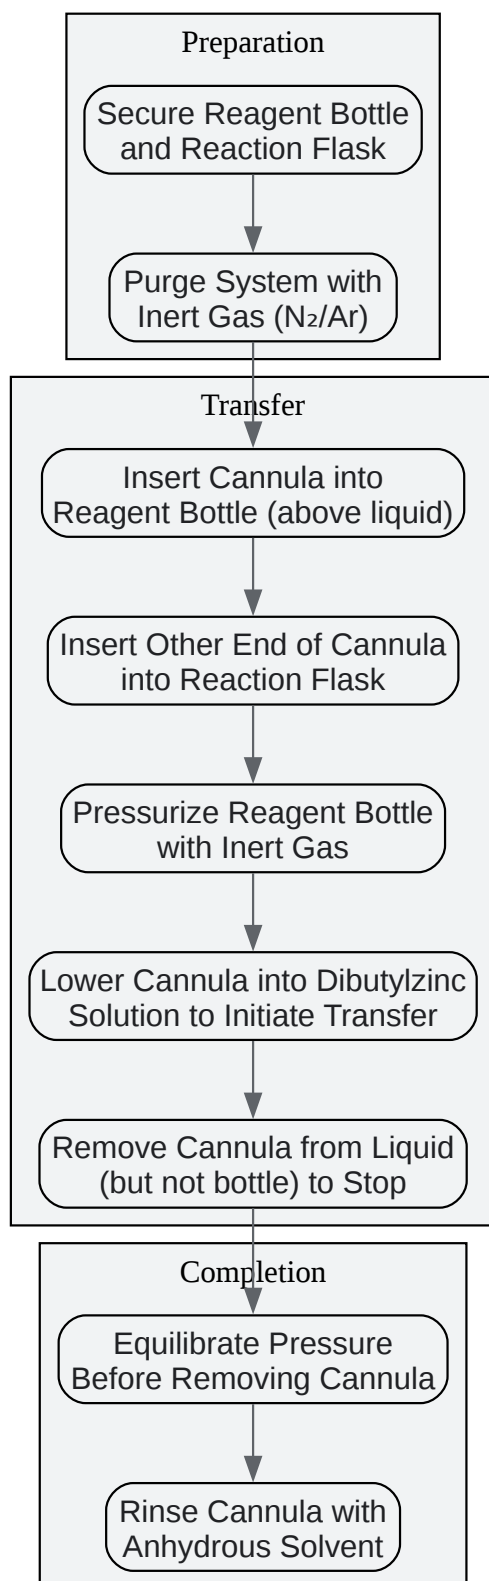 Preparation
Secure Reagent Bottle
and Reaction Flask
Purge System with
Inert Gas (N₂/Ar)
Transfer
Insert Cannula into
Reagent Bottle (above liquid)
Insert Other End of Cannula
into Reaction Flask
Pressurize Reagent Bottle
with Inert Gas
Lower Cannula into Dibutylzinc
Solution to Initiate Transfer
Remove Cannula from Liquid
(but not bottle) to Stop
Completion
Equilibrate Pressure
Before Removing Cannula
Rinse Cannula with
Anhydrous Solvent